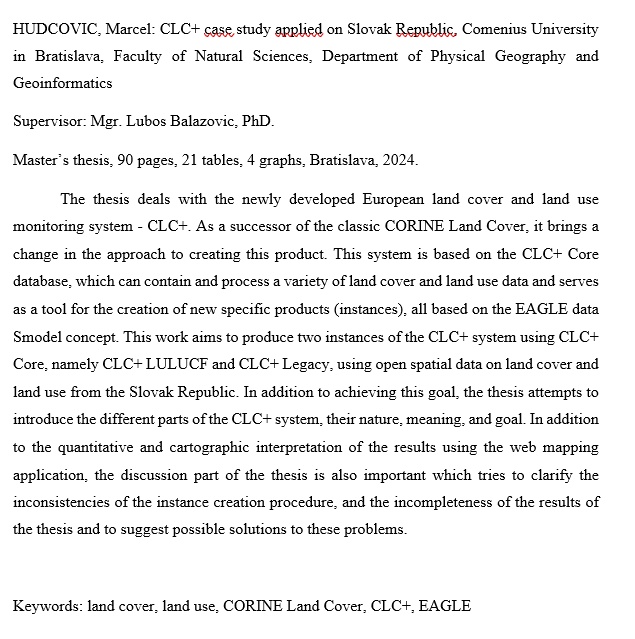 HUDCOVIC, Marcel: CLC+ case study applied on Slovak Republic, Comenius University
in Bratislava, Faculty of Natural Sciences, Department of Physical Geography and
Geoinformatics
Supervisor: Mgr. Lubos Balazovic, PhD.
Master’s thesis, 90 pages, 21 tables, 4 graphs, Bratislava, 2024.
The thesis deals with the newly developed European land cover and land use
monitoring system - CLC+. As a successor of the classic CORINE Land Cover, it brings a
change in the approach to creating this product. This system is based on the CLC+ Core
database, which can contain and process a variety of land cover and land use data and serves
as a tool for the creation of new specific products (instances), all based on the EAGLE data
Smodel concept. This work aims to produce two instances of the CLC+ system using CLC+
Core, namely CLC+ LULUCF and CLC+ Legacy, using open spatial data on land cover and
land use from the Slovak Republic. In addition to achieving this goal, the thesis attempts to
introduce the different parts of the CLC+ system, their nature, meaning, and goal. In addition
to the quantitative and cartographic interpretation of the results using the web mapping
application, the discussion part of the thesis is also important which tries to clarify the
inconsistencies of the instance creation procedure, and the incompleteness of the results of
the thesis and to suggest possible solutions to these problems.
Keywords: land cover, land use, CORINE Land Cover, CLC+, EAGLE